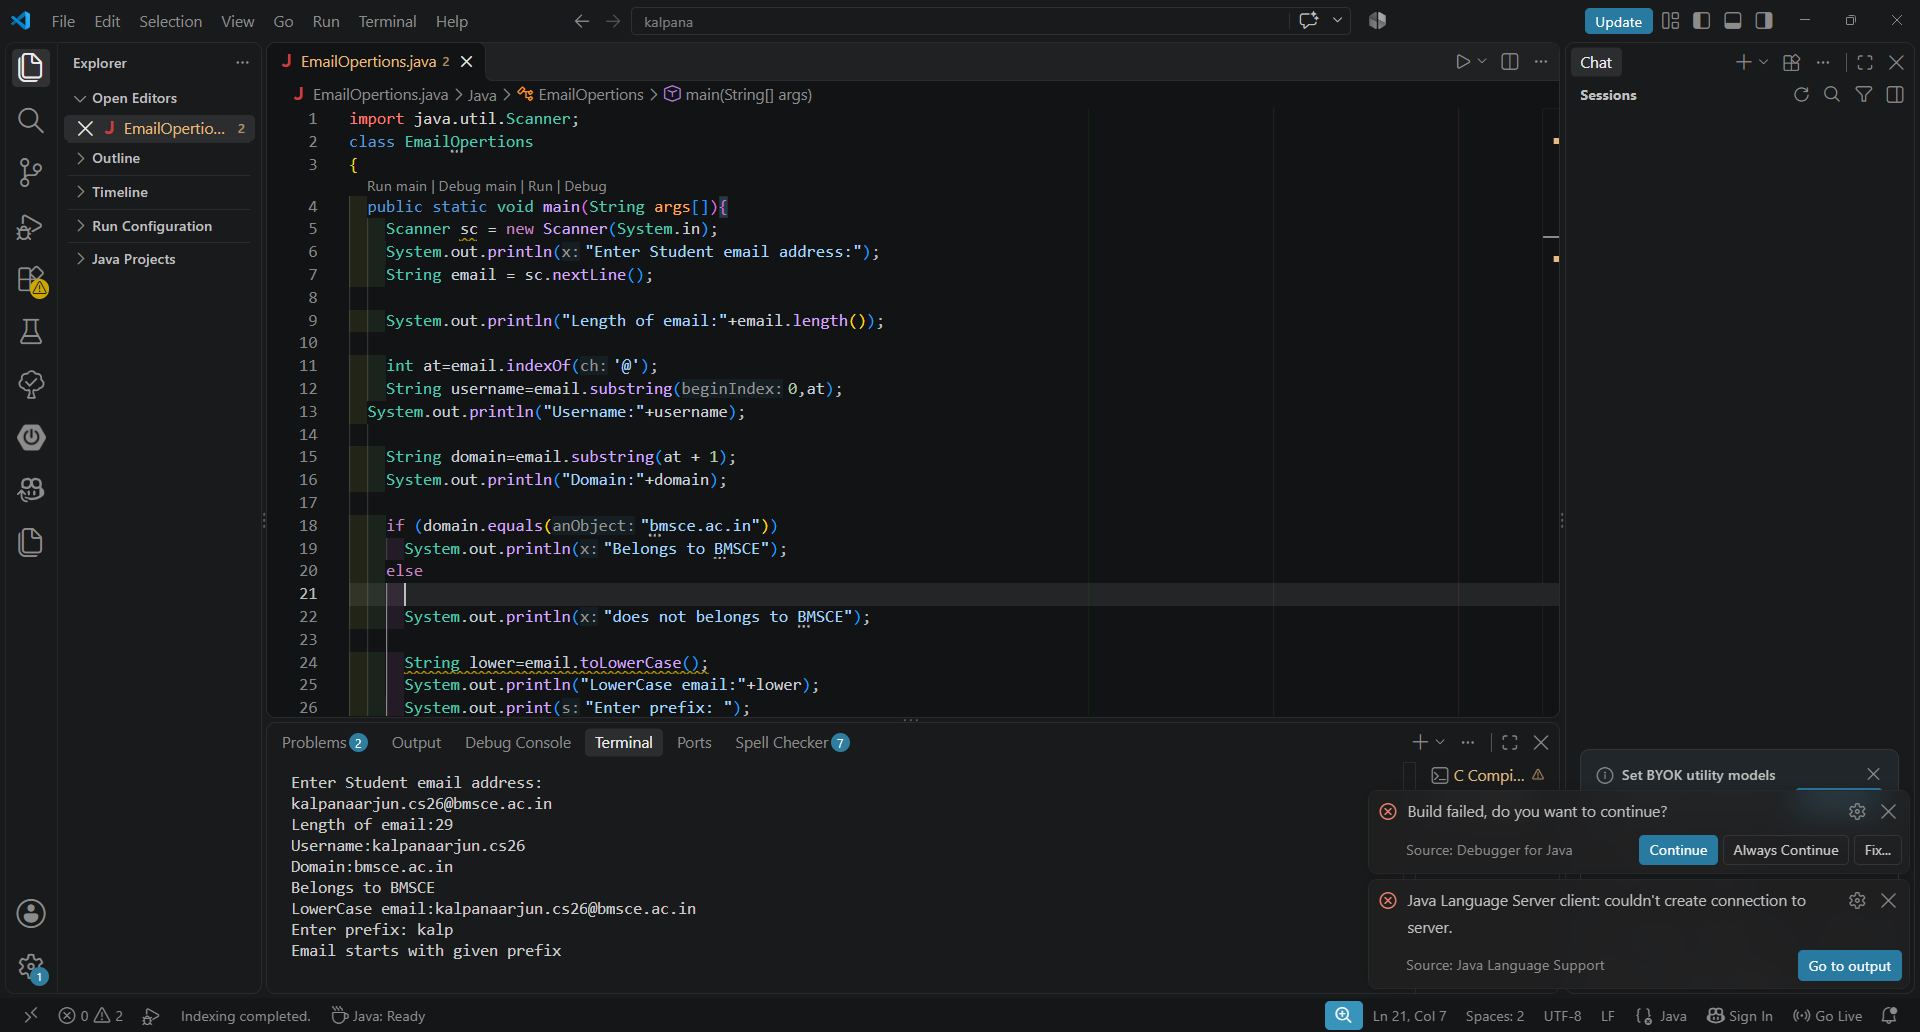 File Edit Selection View Go Run Terminal Help
kalpana
Update
Explorer
Open Editors
EmailOpertio... 2
Outline
Timeline
Run Configuration
Java Projects
EmailOpertions.java 2
EmailOpertions.java > Java > EmailOpertions > main(String[] args)
1 import java.util.Scanner;
2 class EmailOpertions
3 {
Run main | Debug main | Run | Debug
4 public static void main(String args[]){
5 Scanner sc = new Scanner(System.in);
6 System.out.println(x: "Enter Student email address:");
7 String email = sc.nextLine();
8
9 System.out.println("Length of email:"+email.length());
10
11 int at=email.indexOf(ch: '@');
12 String username=email.substring(beginIndex: 0,at);
13 System.out.println("Username:"+username);
14
15 String domain=email.substring(at + 1);
16 System.out.println("Domain:"+domain);
17
18 if (domain.equals(anObject: "bmsce.ac.in"))
19 System.out.println(x: "Belongs to BMSCE");
20 else
21
22 System.out.println(x: "does not belongs to BMSCE");
23
24 String lower=email.toLowerCase();
25 System.out.println("LowerCase email:"+lower);
26 System.out.print(s: "Enter prefix: ");
Problems 2 Output Debug Console Terminal Ports Spell Checker 7
Enter Student email address:
kalpanaarjun.cs26@bmsce.ac.in
Length of email:29
Username:kalpanaarjun.cs26
Domain:bmsce.ac.in
Belongs to BMSCE
LowerCase email:kalpanaarjun.cs26@bmsce.ac.in
Enter prefix: kalp
Email starts with given prefix
C Compi...
Chat
Sessions
Set BYOK utility models
Build failed, do you want to continue?
Source: Debugger for Java
Continue
Always Continue
Fix...
Java Language Server client: couldn't create connection to
server.
Source: Java Language Support
Go to output
1
0 2 Indexing completed. Java: Ready
Ln 21, Col 7 Spaces: 2 UTF-8 LF Java Sign In Go Live